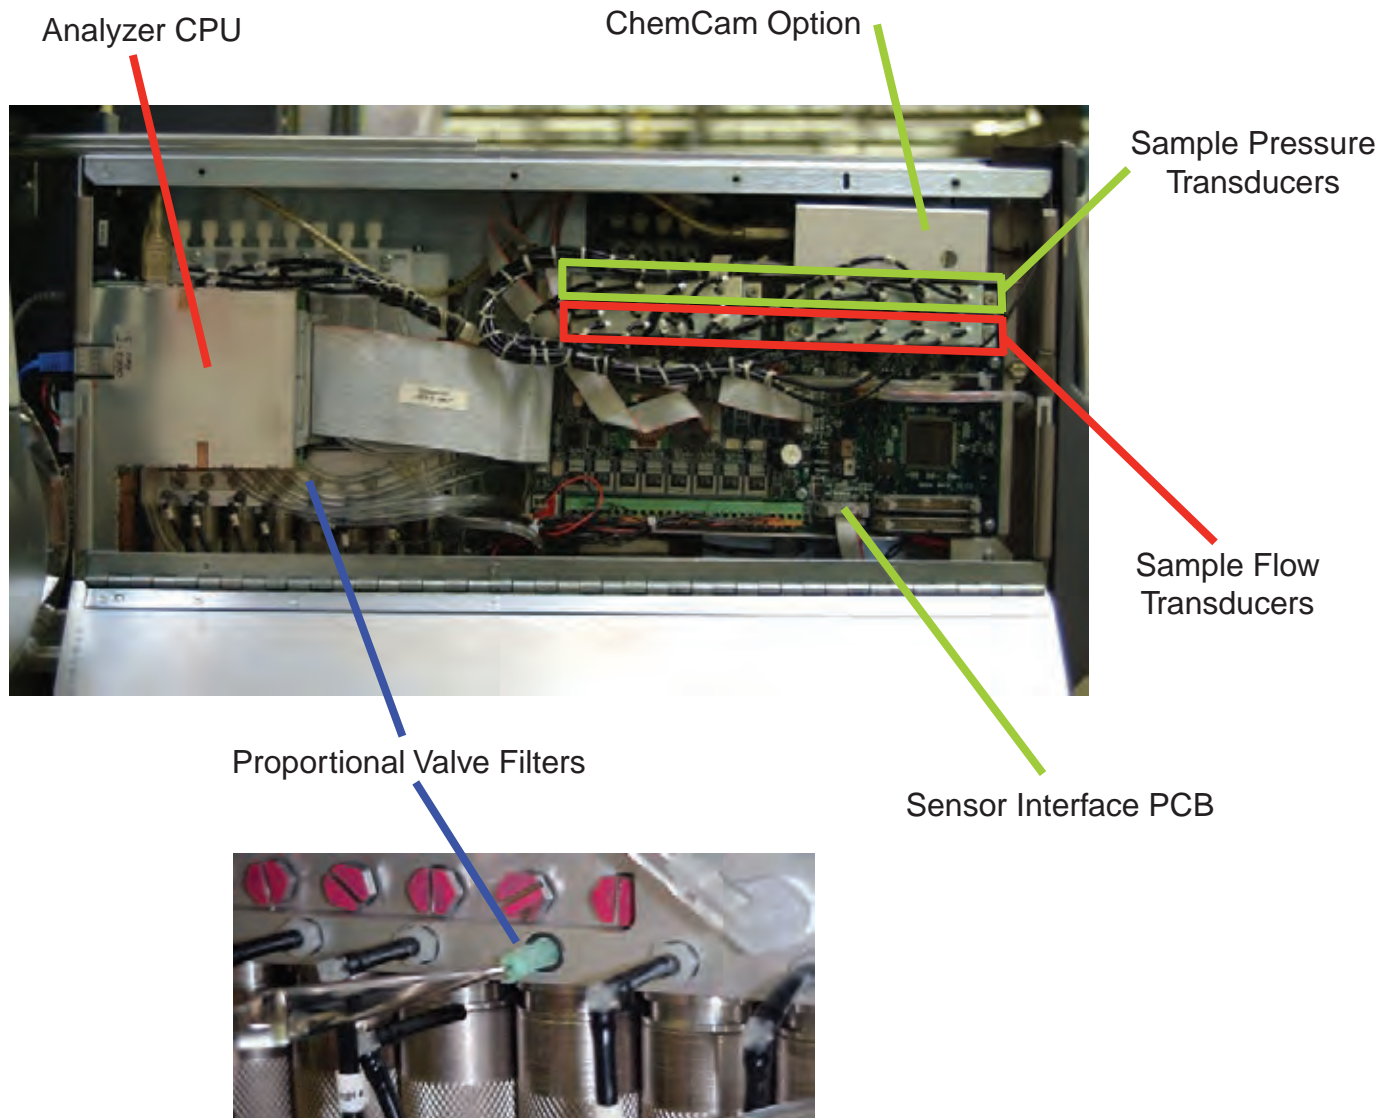 Analyzer CPU
ChemCam Option
Sample Pressure
Transducers
Sample Flow
Transducers
Proportional Valve Filters
Sensor Interface PCB